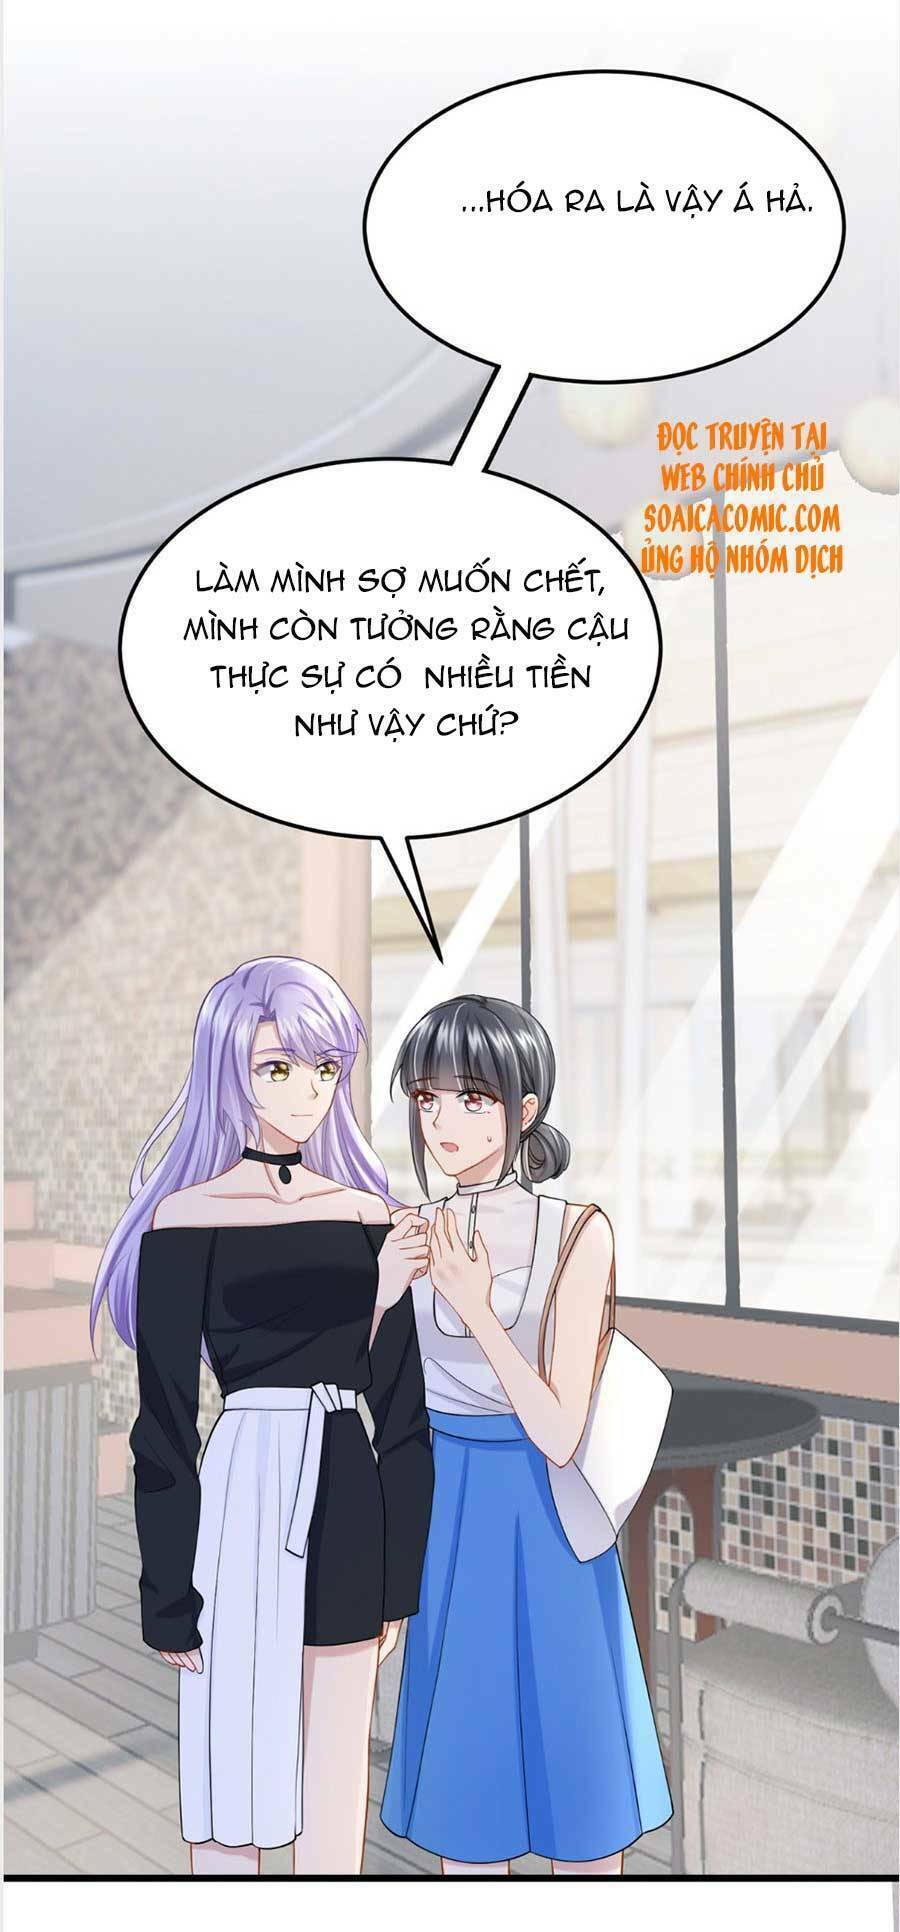 ...HÓA RA LÀ VẬY Á HẢ.
ĐỌC TRUYỆN TẠI
WEB CHÍNH CHỦ
SOAICACOMIC.COM
ỦNG HỘ NHÓM DỊCH
LÀM MÌNH SỢ MUỐN CHẾT,
MÌNH CÒN TƯỞNG RẰNG CẬU
THỰC SỰ CÓ NHIỀU TIỀN
NHƯ VẬY CHỨ?